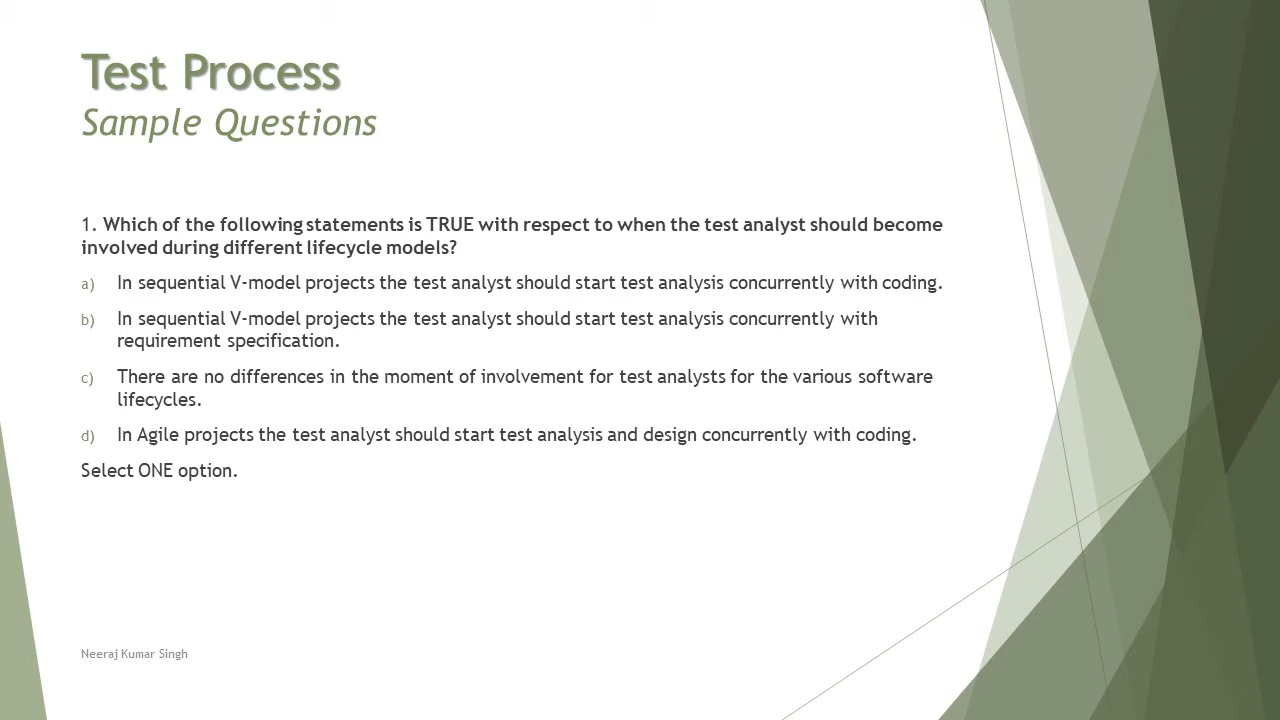 Test Process
Sample Questions
1. Which of the following statements is TRUE with respect to when the test analyst should become
involved during different lifecycle models?
a) In sequential V-model projects the test analyst should start test analysis concurrently with coding.
b) In sequential V-model projects the test analyst should start test analysis concurrently with
requirement specification.
c) There are no differences in the moment of involvement for test analysts for the various software
lifecycles.
d) In Agile projects the test analyst should start test analysis and design concurrently with coding.
Select ONE option.
Neeraj Kumar Singh